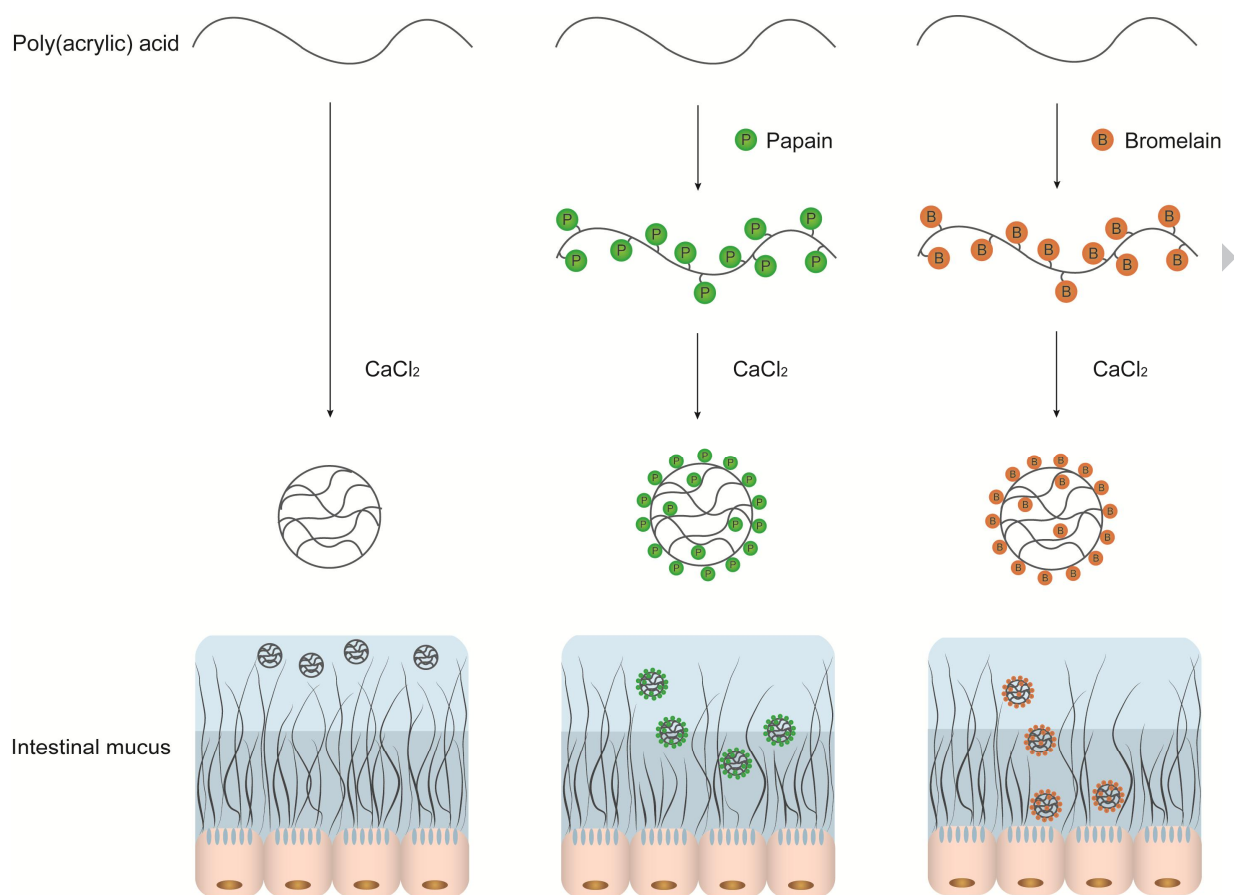 Poly(acrylic) acid
P Papain
B Bromelain
P P P P P P P P P P P
B B B B B B B B B B B
CaCl₂
CaCl₂
CaCl₂
P P P P P P P P P P P P P P P P P P
B B B B B B B B B B B B B B B B B
Intestinal mucus